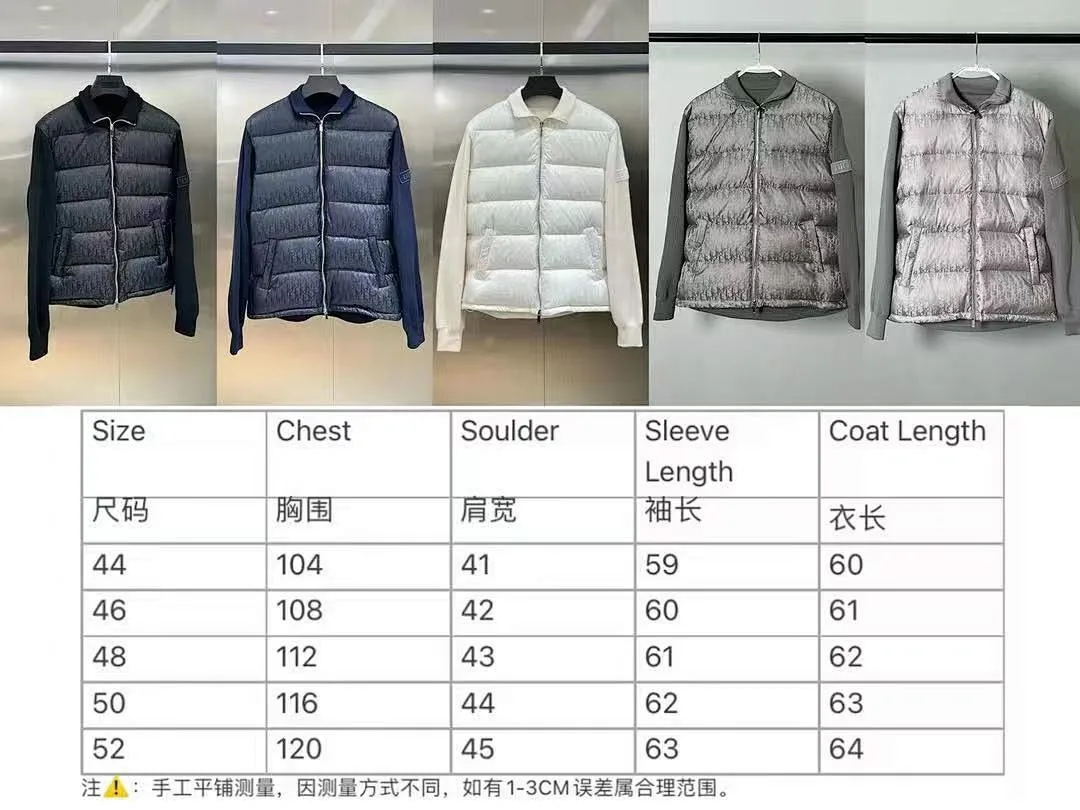 Size Chest Soulder Sleeve Length Coat Length
尺码 胸围 肩宽 袖长 衣长
44 104 41 59 60
46 108 42 60 61
48 112 43 61 62
50 116 44 62 63
52 120 45 63 64
注⚠️：手工平铺测量，因测量方式不同，如有1-3CM误差属合理范围。